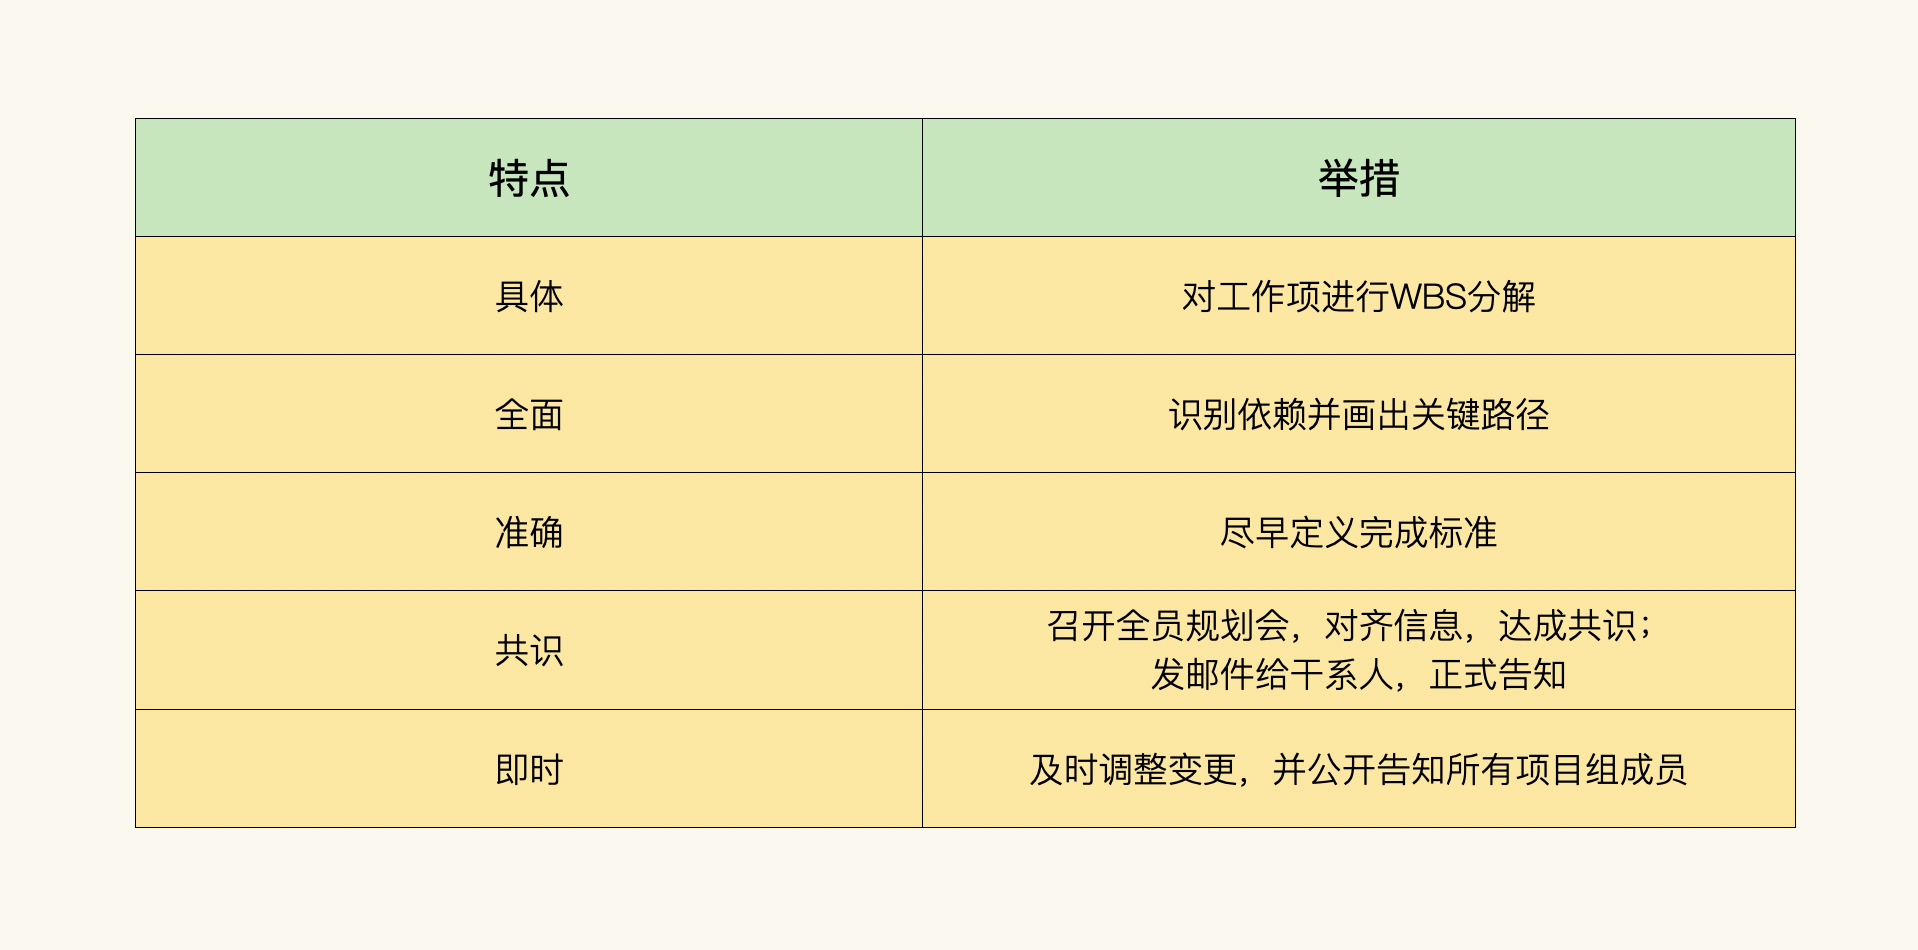 特点
举措
具体
对工作项进行WBS分解
全面
识别依赖并画出关键路径
准确
尽早定义完成标准
共识
召开全员规划会，对齐信息，达成共识；
发邮件给干系人，正式告知
即时
及时调整变更，并公开告知所有项目组成员